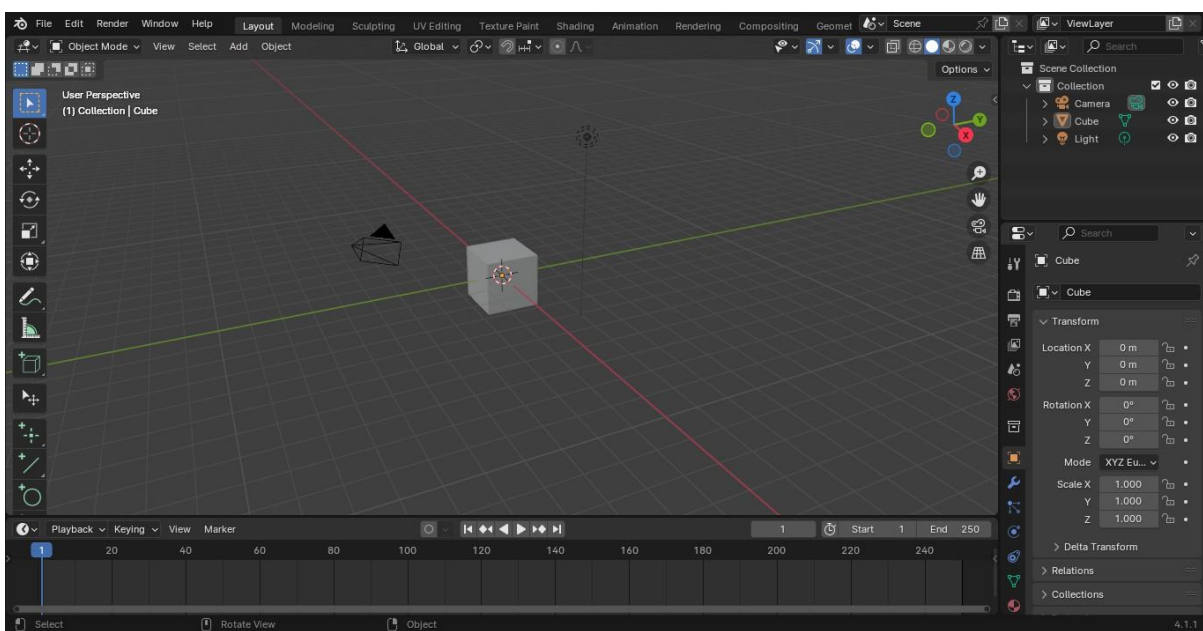 File Edit Render Window Help Layout Modeling Sculpting UV Editing Texture Paint Shading Animation Rendering Compositing Geomet Scene ViewLayer
Object Mode View Select Add Object Global Search
Options
User Perspective
(1) Collection | Cube
Z
Y
X
Scene Collection
Collection
Camera
Cube
Light
Search
Cube
Cube
Transform
Location X 0 m
Y 0 m
Z 0 m
Rotation X 0°
Y 0°
Z 0°
Mode XYZ Eu...
Scale X 1.000
Y 1.000
Z 1.000
Delta Transform
Relations
Collections
Playback Keying View Marker 1 Start 1 End 250
1 20 40 60 80 100 120 140 160 180 200 220 240
Select Rotate View Object 4.1.1